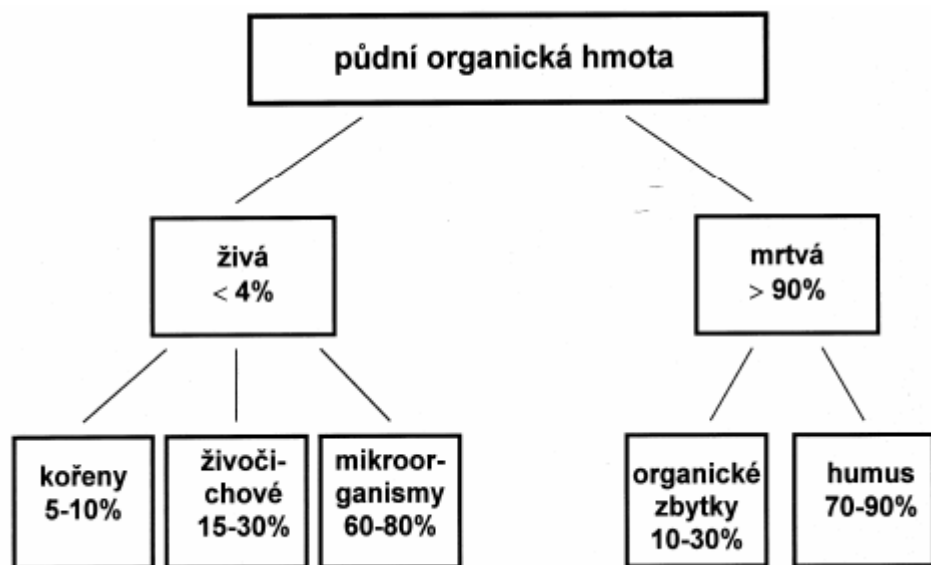 půdní organická hmota
živá
< 4%
mrtvá
> 90%
kořeny
5-10%
živoči-
chové
15-30%
mikroor-
ganismy
60-80%
organické
zbytky
10-30%
humus
70-90%